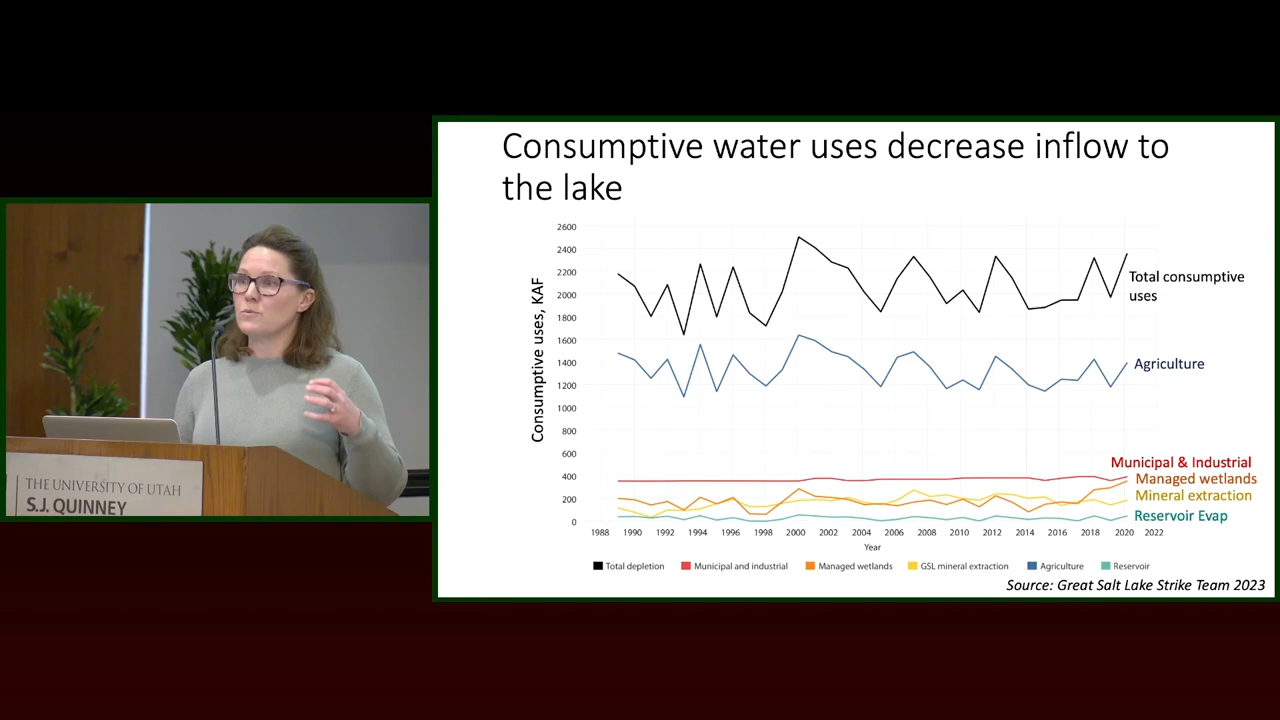 Consumptive water uses decrease inflow to
the lake
Consumptive uses, KAF
2600
2400
2200
2000
1800
1600
1400
1200
1000
800
600
400
200
0
Total consumptive
uses
Agriculture
Municipal & Industrial
Managed wetlands
Mineral extraction
Reservoir Evap
1988 1990 1992 1994 1996 1998 2000 2002 2004 2006 2008 2010 2012 2014 2016 2018 2020 2022
Year
Total depletion Municipal and industrial Managed wetlands GSL mineral extraction Agriculture Reservoir
Source: Great Salt Lake Strike Team 2023
THE UNIVERSITY OF UTAH
S.J. QUINNEY